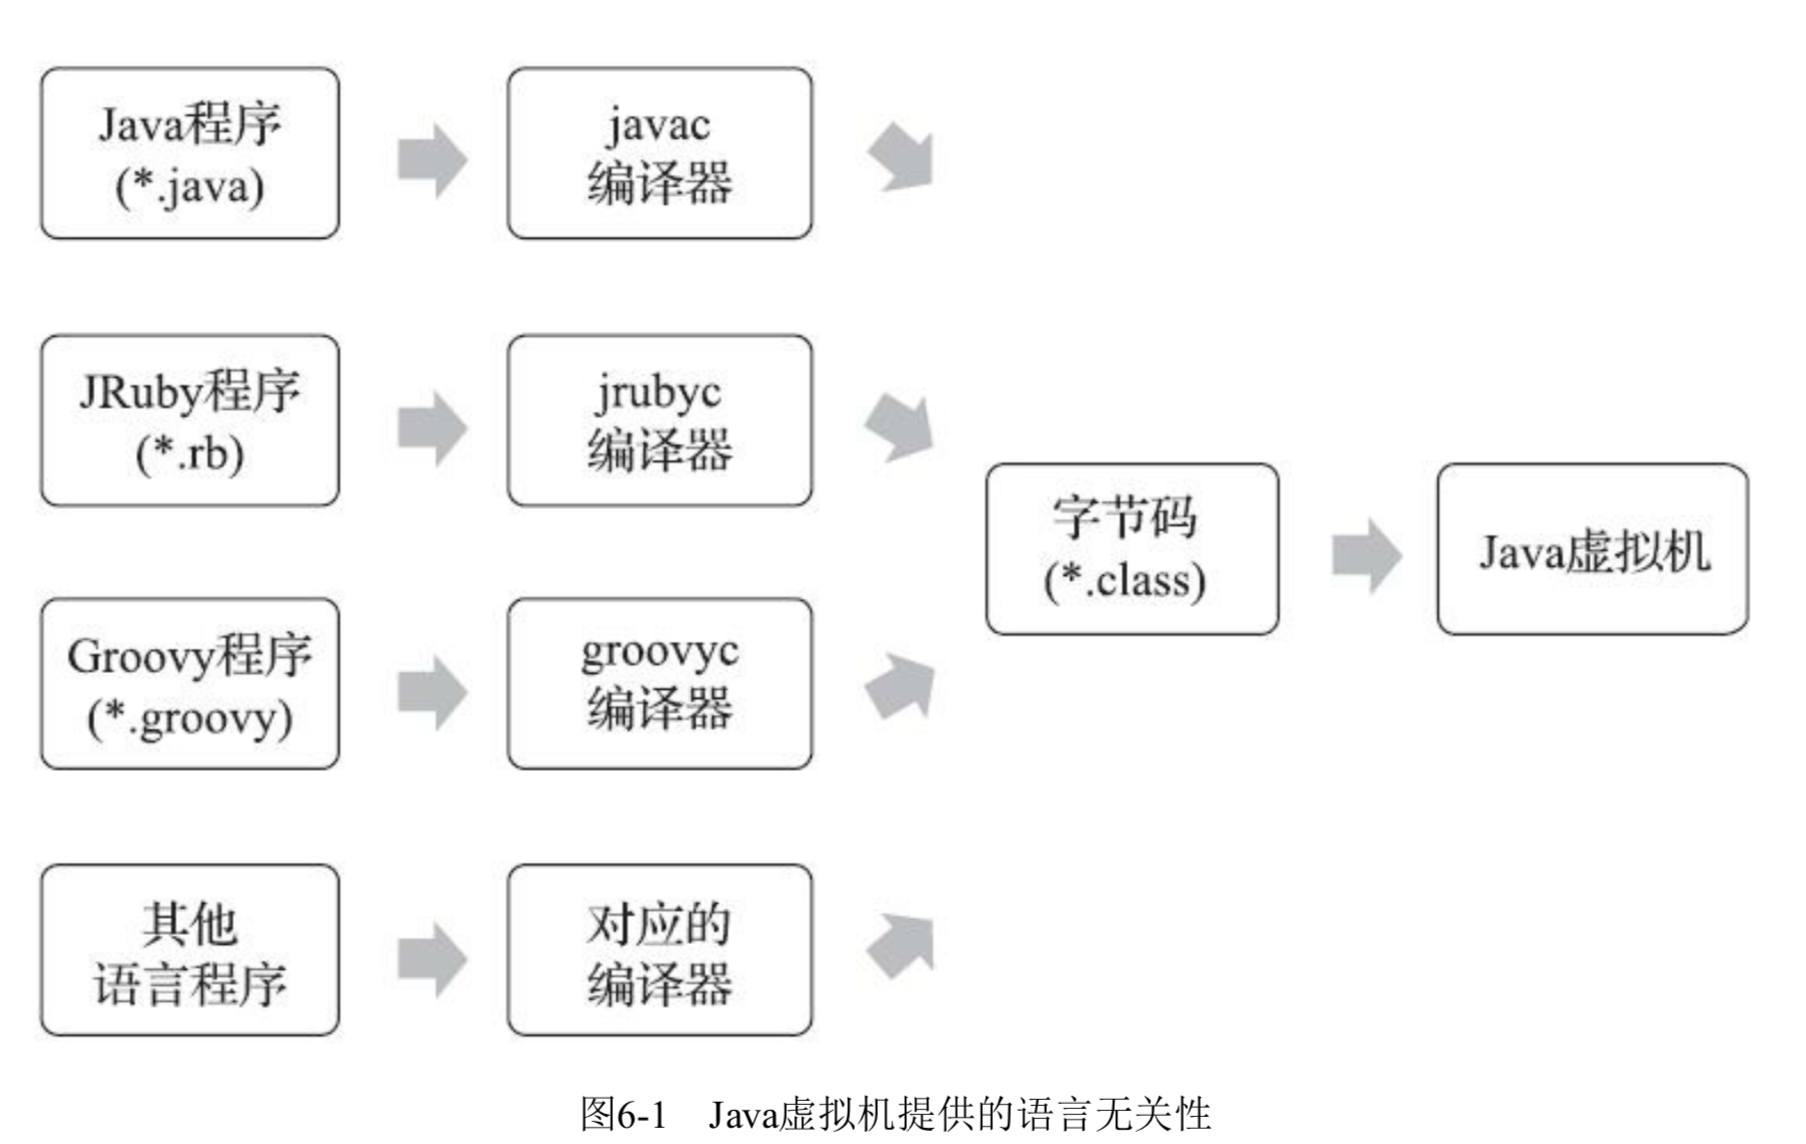 Java程序
(*.java)
javac
编译器
JRuby程序
(*.rb)
jrubyc
编译器
Groovy程序
(*.groovy)
groovyc
编译器
其他
语言程序
对应的
编译器
字节码
(*.class)
Java虚拟机
图6-1 Java虚拟机提供的语言无关性